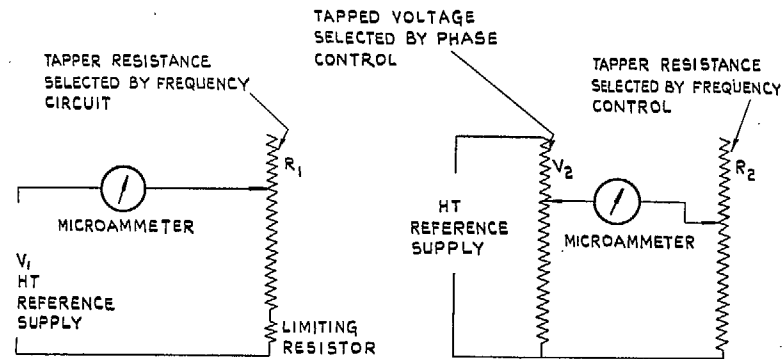 TAPPER RESISTANCE
SELECTED BY FREQUENCY
CIRCUIT
R1
MICROAMMETER
V1
HT
REFERENCE
SUPPLY
LIMITING
RESISTOR
TAPPED VOLTAGE
SELECTED BY PHASE
CONTROL
TAPPER RESISTANCE
SELECTED BY FREQUENCY
CONTROL
V2
R2
HT
REFERENCE
SUPPLY
MICROAMMETER